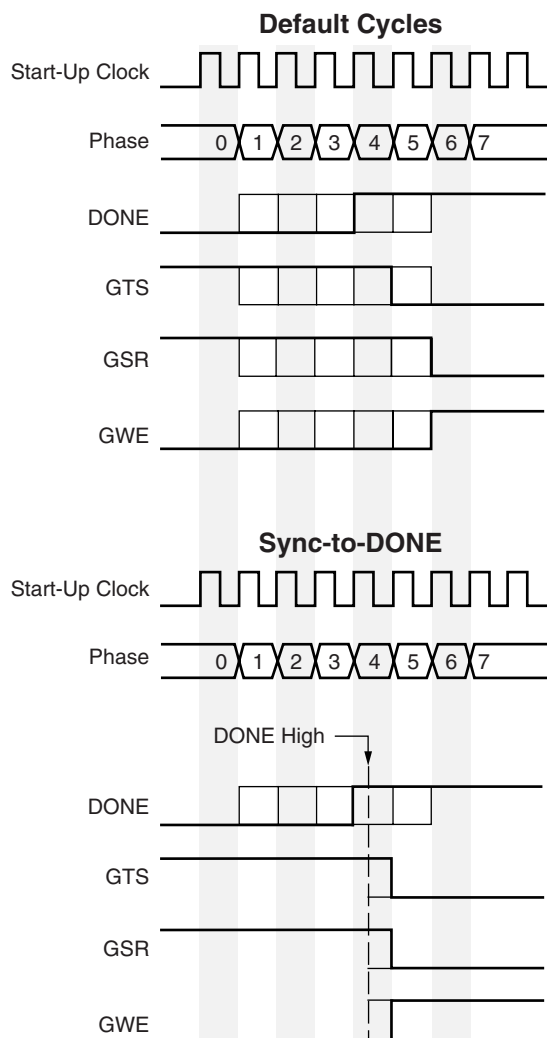 Default Cycles
Start-Up Clock
Phase 0 1 2 3 4 5 6 7
DONE
GTS
GSR
GWE
Sync-to-DONE
Start-Up Clock
Phase 0 1 2 3 4 5 6 7
DONE High
DONE
GTS
GSR
GWE